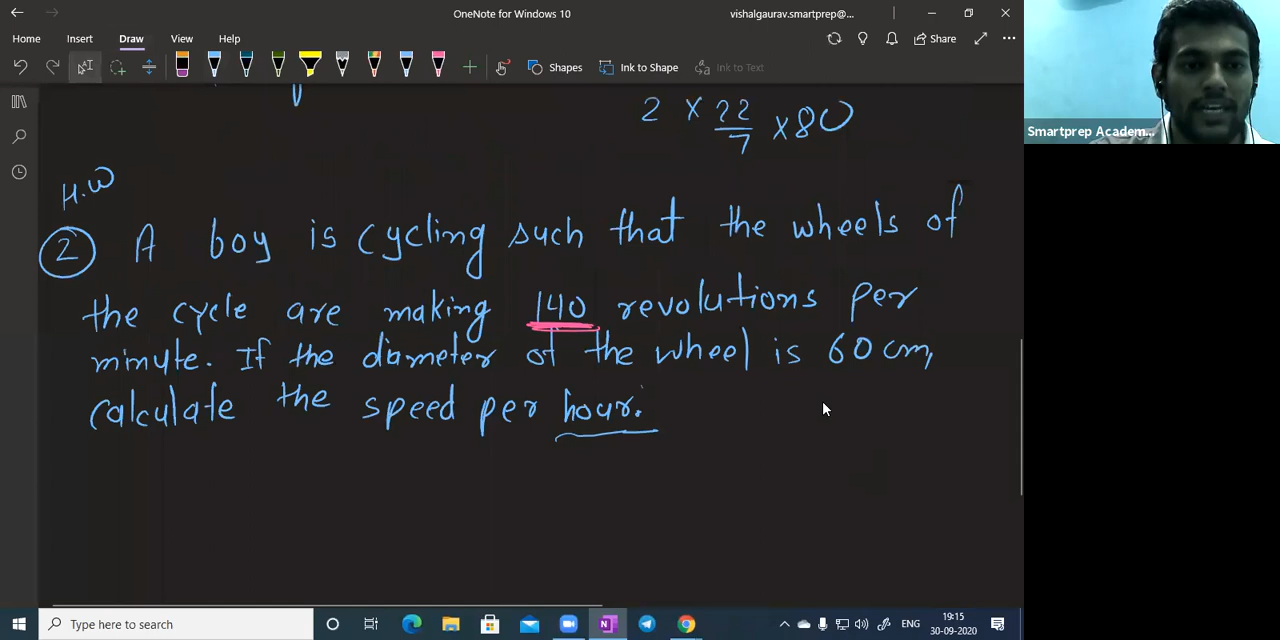 OneNote for Windows 10
vishalgaurav.smartprep@...
Home Insert Draw View Help
Share
Shapes
Ink to Shape
Ink to Text
2 × 22/7 × 80
Smartprep Academ...
H.W
2 A boy is cycling such that the wheels of
the cycle are making 140 revolutions per
minute. If the diameter of the wheel is 60 cm,
calculate the speed per hour.
Type here to search
ENG
19:15
30-09-2020